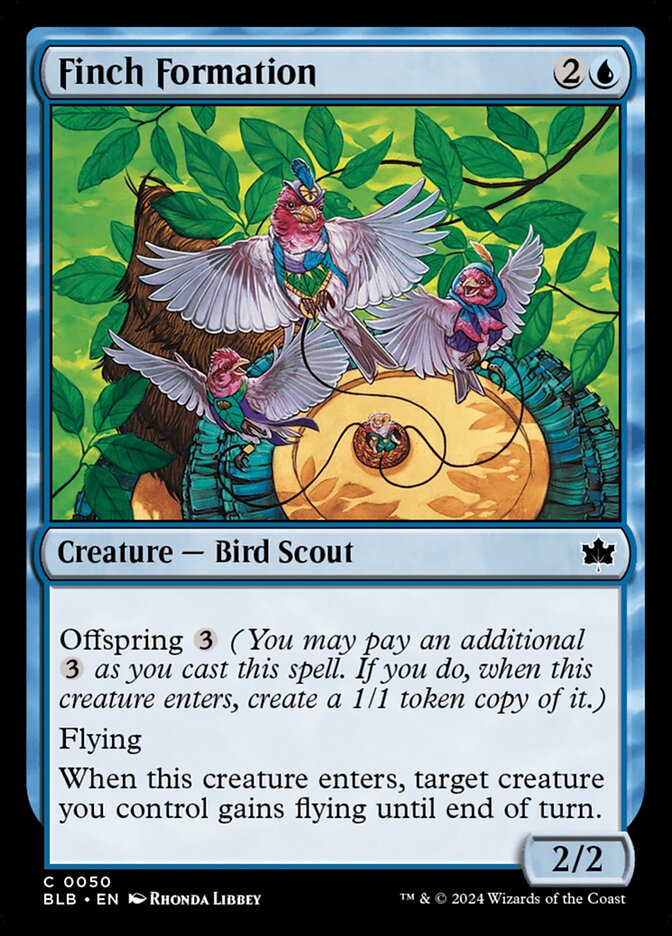 Finch Formation 2
Creature — Bird Scout
Offspring 3 (You may pay an additional
3 as you cast this spell. If you do, when this
creature enters, create a 1/1 token copy of it.)
Flying
When this creature enters, target creature
you control gains flying until end of turn.
2/2
C 0050
BLB • EN Rhonda Libbey
™ & © 2024 Wizards of the Coast